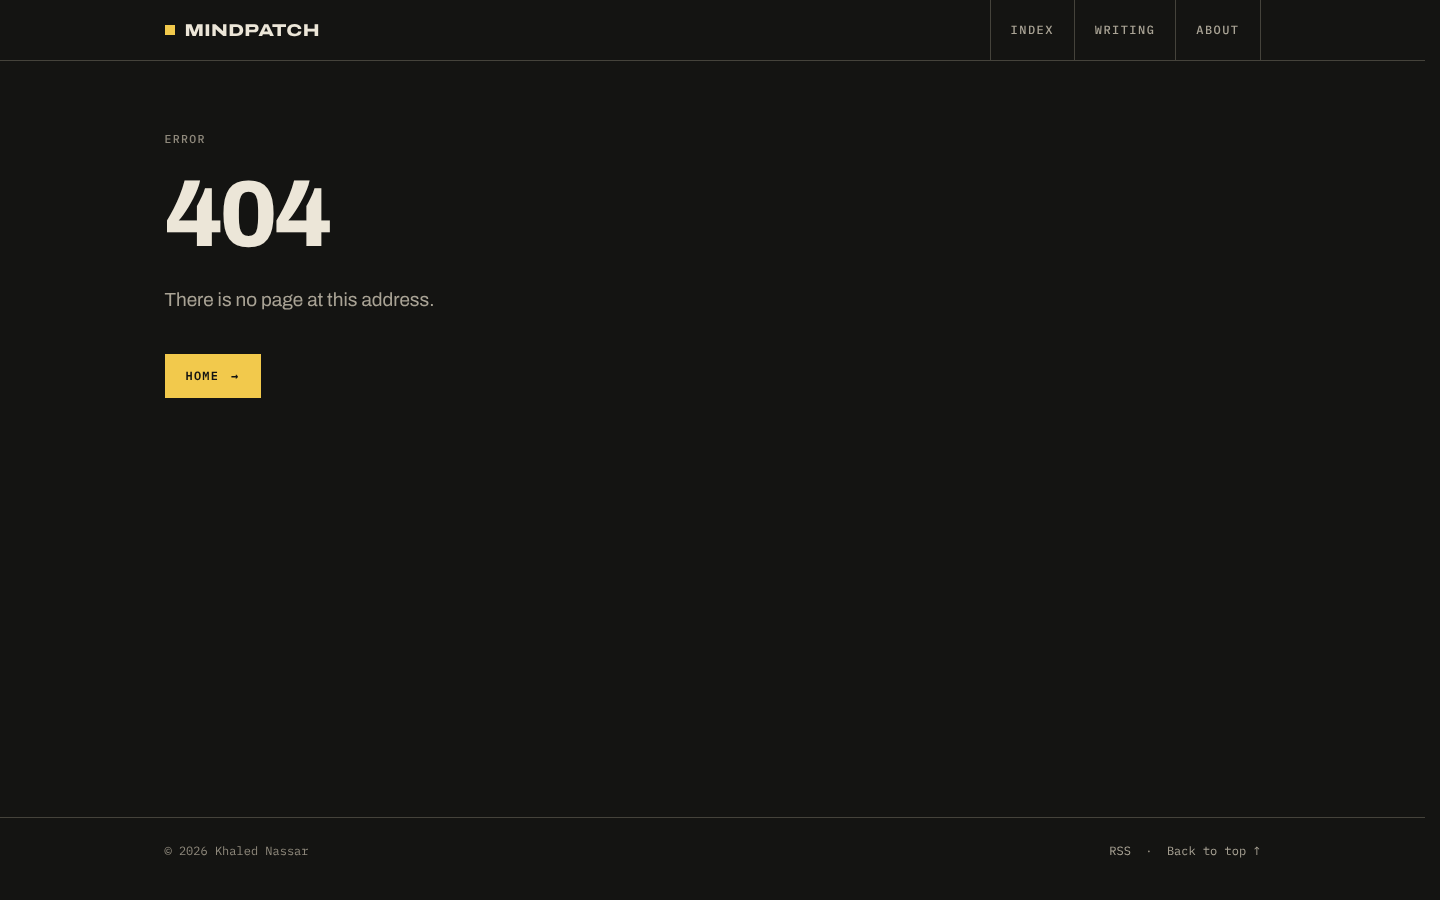 MINDPATCH
INDEX WRITING ABOUT
ERROR
404
There is no page at this address.
HOME →
© 2026 Khaled Nassar
RSS · Back to top ↑